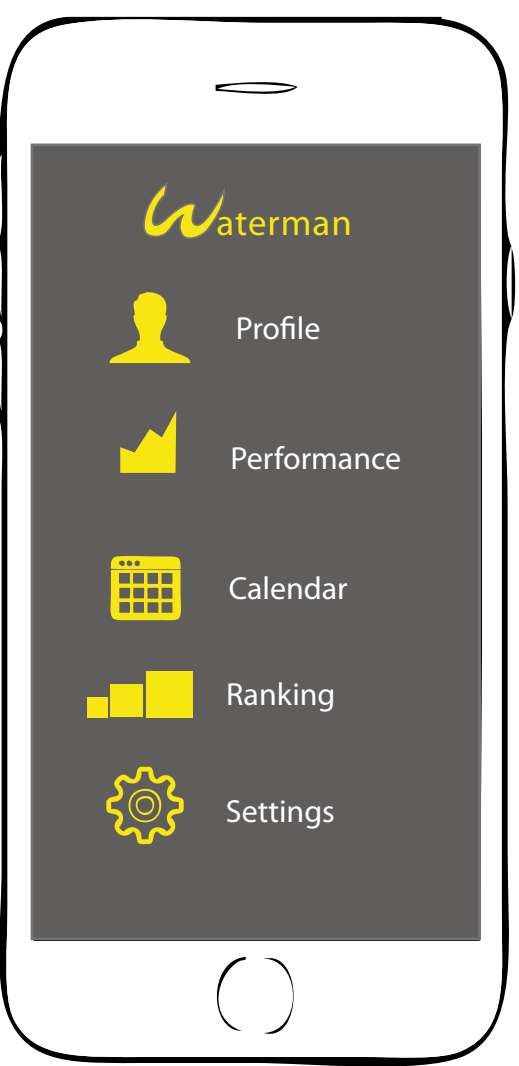 Waterman
Profile
Performance
Calendar
Ranking
Settings